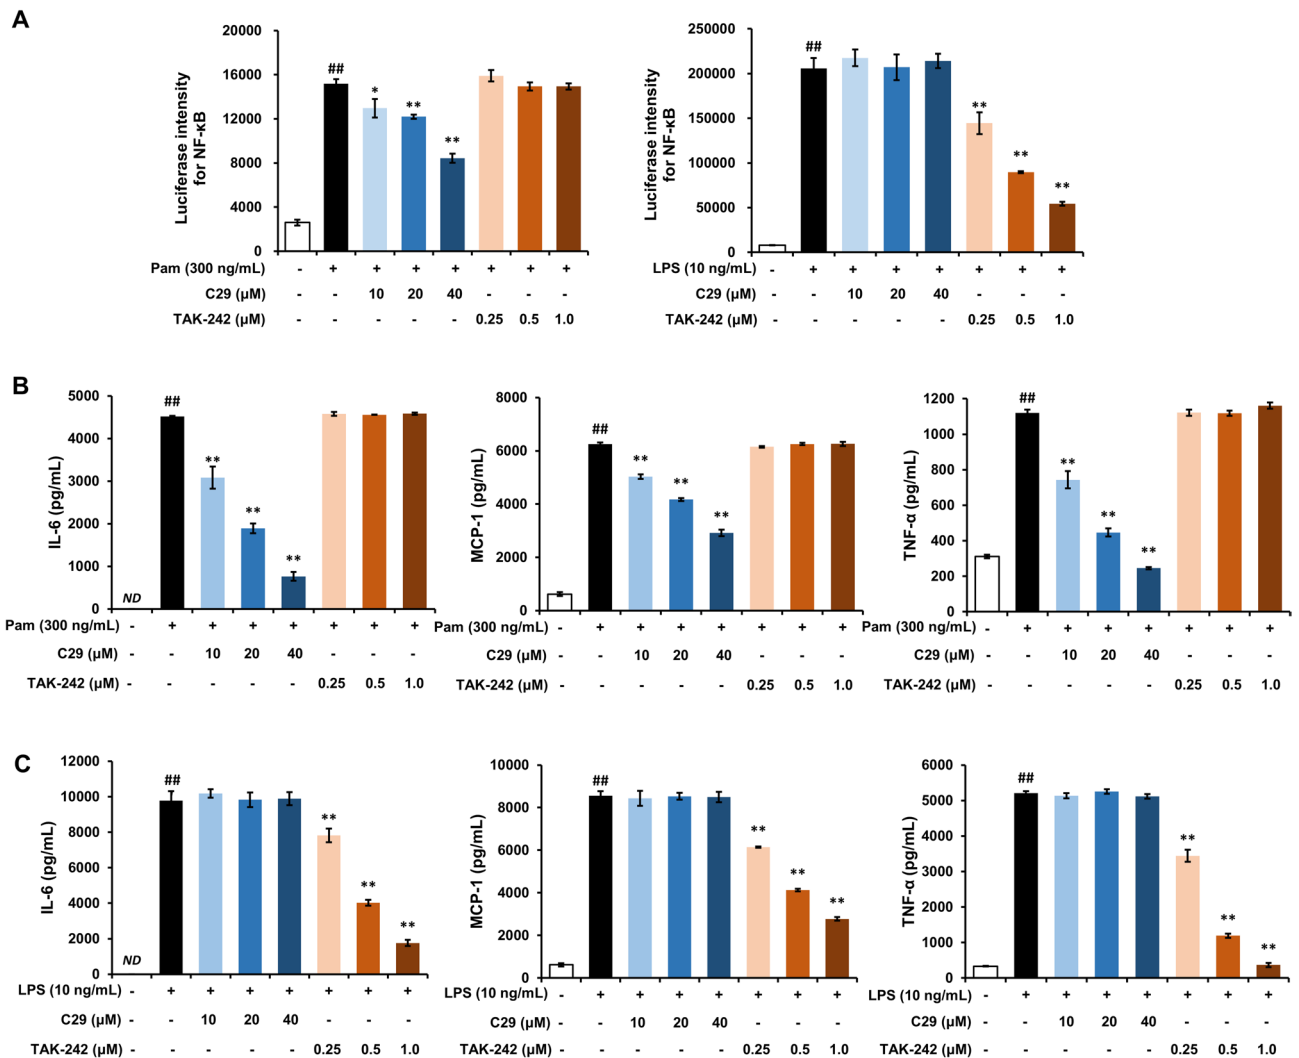 A
20000
16000
12000
8000
4000
0
Luciferase intensity
for NF-κB
##
*
**
**
Pam (300 ng/mL) - + + + + + + +
C29 (μM) - - 10 20 40 - - -
TAK-242 (μM) - - - - - 0.25 0.5 1.0
250000
200000
150000
100000
50000
0
Luciferase intensity
for NF-κB
##
**
**
**
LPS (10 ng/mL) - + + + + + + +
C29 (μM) - - 10 20 40 - - -
TAK-242 (μM) - - - - - 0.25 0.5 1.0
B
5000
4000
3000
2000
1000
0
IL-6 (pg/mL)
ND
##
**
**
**
Pam (300 ng/mL) - + + + + + + +
C29 (μM) - - 10 20 40 - - -
TAK-242 (μM) - - - - - 0.25 0.5 1.0
8000
6000
4000
2000
0
MCP-1 (pg/mL)
##
**
**
**
Pam (300 ng/mL) - + + + + + + +
C29 (μM) - - 10 20 40 - - -
TAK-242 (μM) - - - - - 0.25 0.5 1.0
1200
1000
800
600
400
200
0
TNF-α (pg/mL)
##
**
**
**
Pam (300 ng/mL) - + + + + + + +
C29 (μM) - - 10 20 40 - - -
TAK-242 (μM) - - - - - 0.25 0.5 1.0
C
12000
10000
8000
6000
4000
2000
0
IL-6 (pg/mL)
ND
##
**
**
**
LPS (10 ng/mL) - + + + + + + +
C29 (μM) - - 10 20 40 - - -
TAK-242 (μM) - - - - - 0.25 0.5 1.0
10000
8000
6000
4000
2000
0
MCP-1 (pg/mL)
##
**
**
**
LPS (10 ng/mL) - + + + + + + +
C29 (μM) - - 10 20 40 - - -
TAK-242 (μM) - - - - - 0.25 0.5 1.0
6000
5000
4000
3000
2000
1000
0
TNF-α (pg/mL)
##
**
**
**
LPS (10 ng/mL) - + + + + + + +
C29 (μM) - - 10 20 40 - - -
TAK-242 (μM) - - - - - 0.25 0.5 1.0